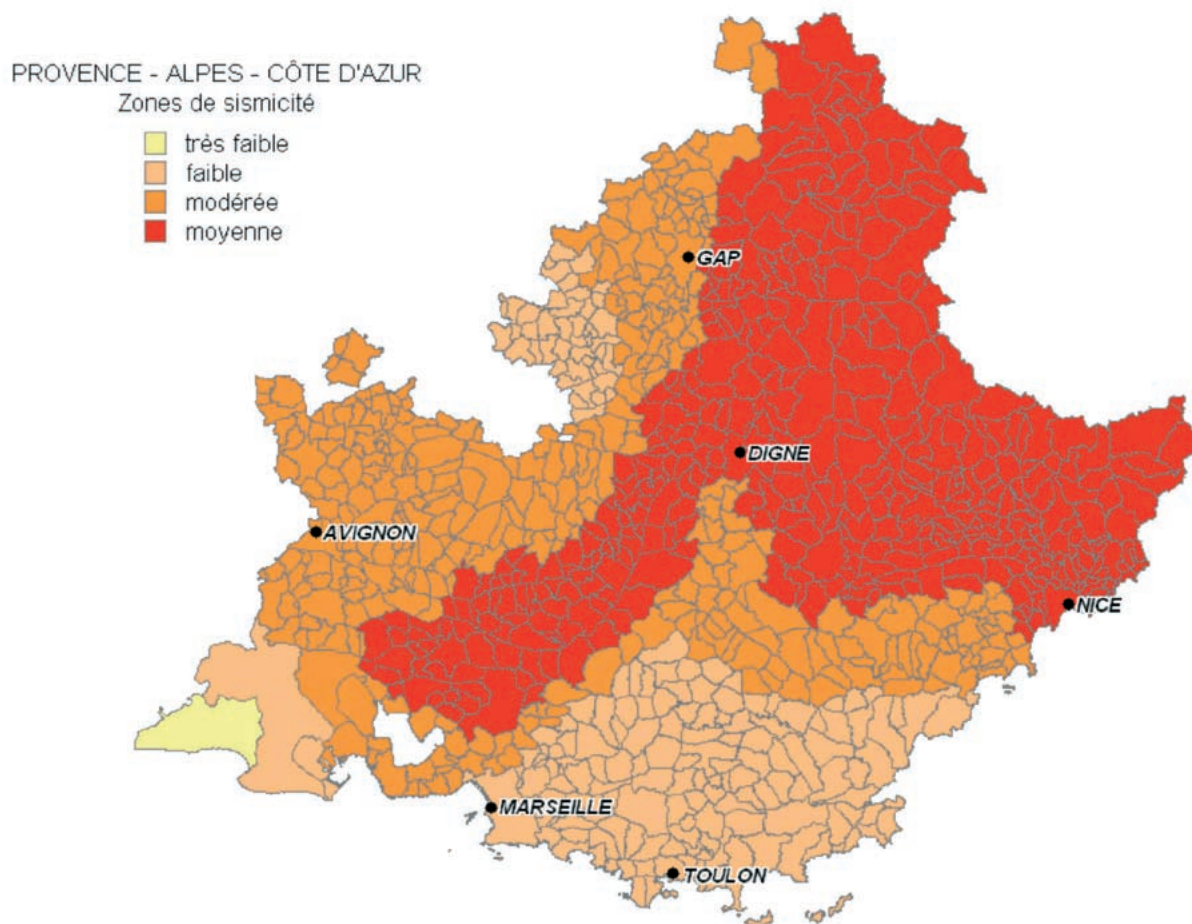 PROVENCE - ALPES - CÔTE D'AZUR
Zones de sismicité
très faible
faible
modérée
moyenne
GAP
DIGNE
AVIGNON
NICE
MARSEILLE
TOULON